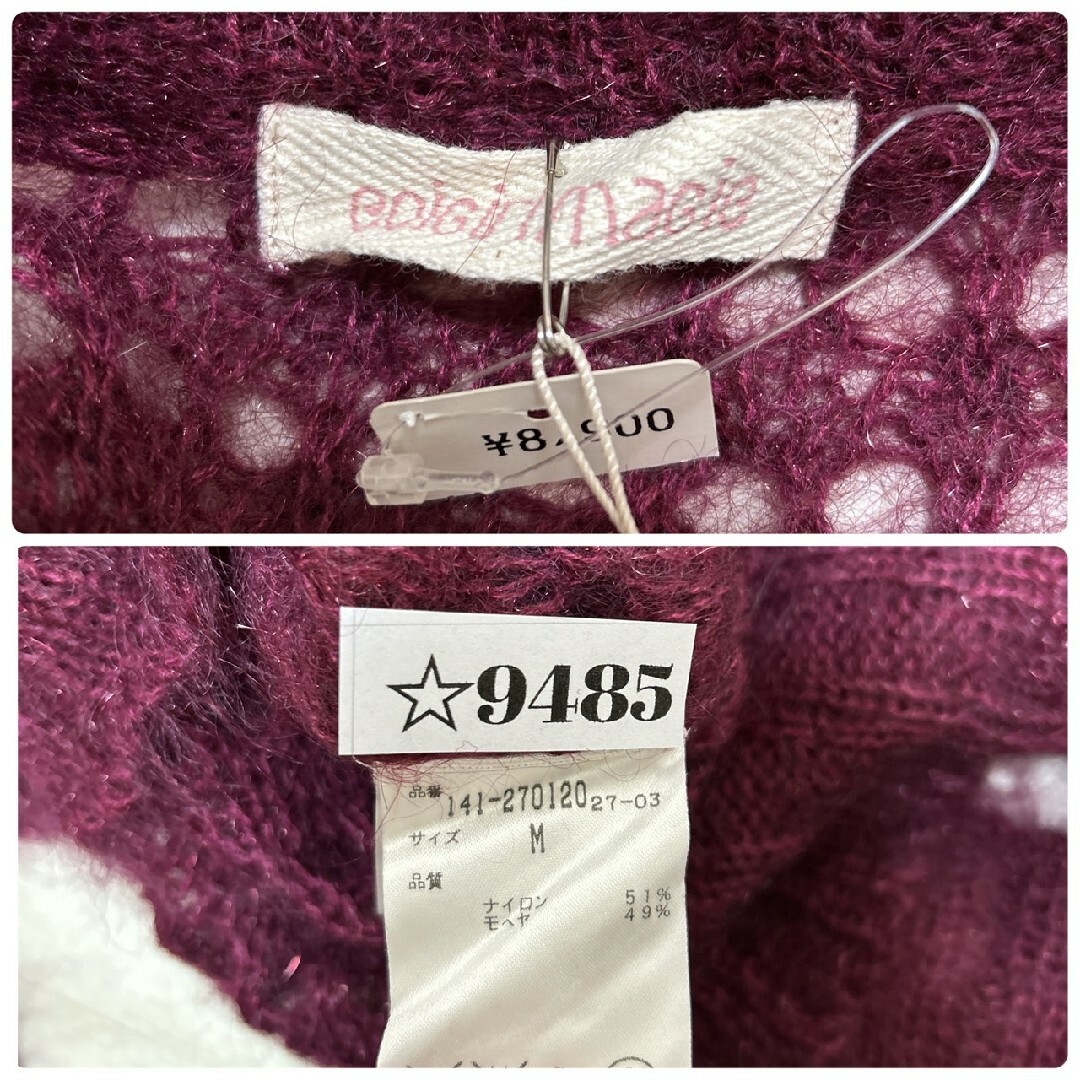 ¥8,900
☆9485
品番 141-270120 27-03
サイズ M
品質
ナイロン 51%
モヘヤ 49%